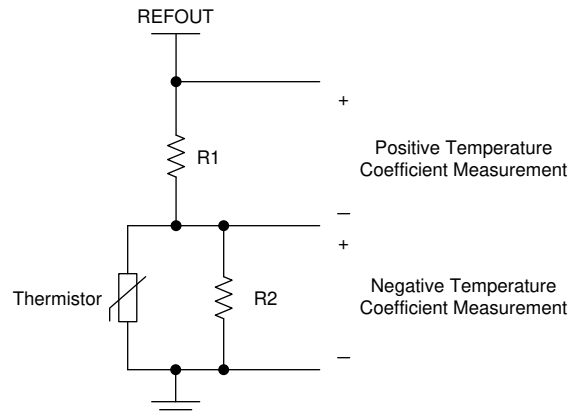 REFOUT
+
R1
Positive Temperature
Coefficient Measurement
–
+
Thermistor
R2
Negative Temperature
Coefficient Measurement
–